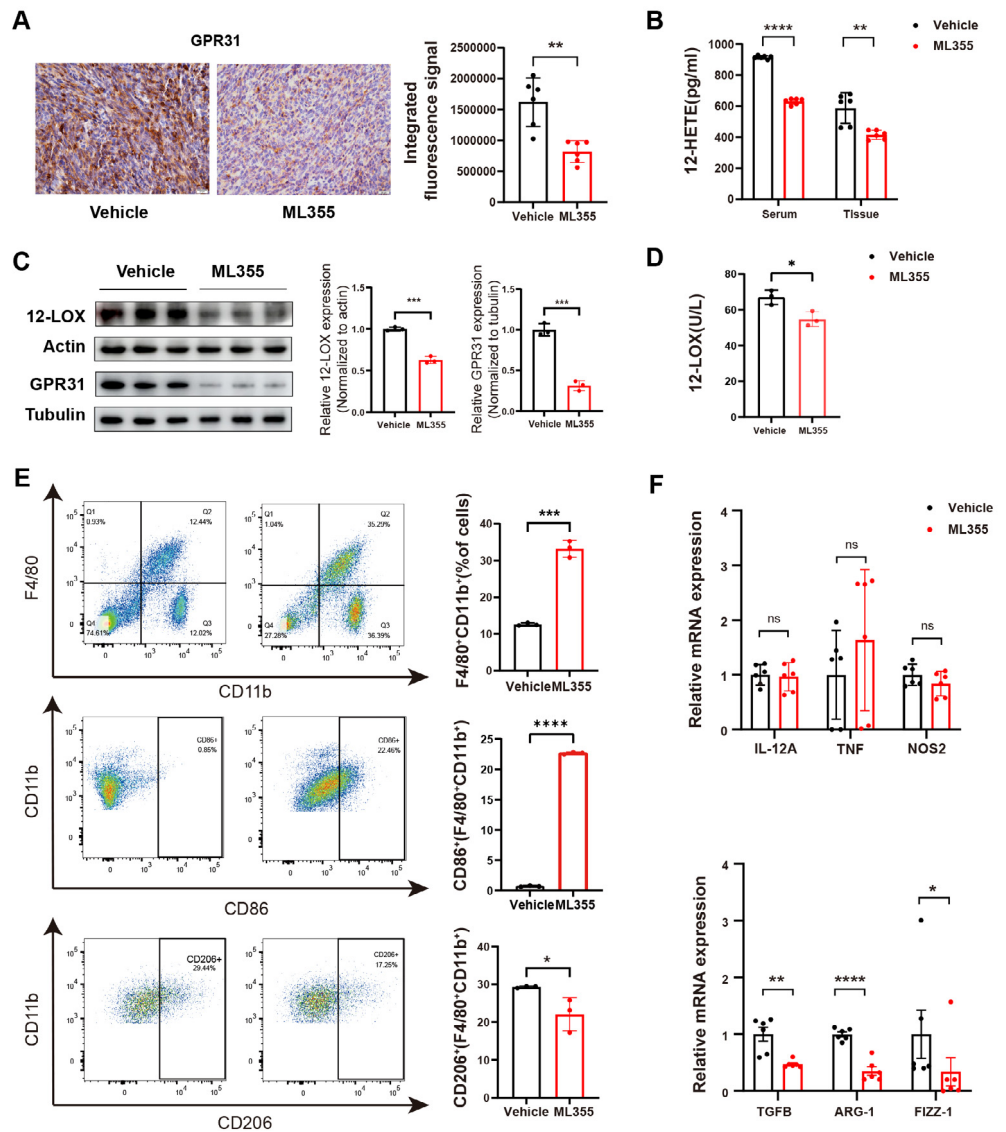 A
GPR31
Vehicle
ML355
Integrated
fluorescence signal
2500000
2000000
1500000
1000000
500000
0
**
Vehicle ML355
B
Vehicle
ML355
12-HETE(pg/ml)
1000
800
600
400
200
0
****
**
Serum
Tissue
C
Vehicle
ML355
12-LOX
Actin
GPR31
Tubulin
Relative 12-LOX expression
(Normalized to actin)
1.5
1.0
0.5
0.0
***
Vehicle
ML355
Relative GPR31 expression
(Normalized to tubulin)
1.5
1.0
0.5
0.0
***
Vehicle
ML355
D
Vehicle
ML355
12-LOX(U/L)
80
60
40
20
0
*
Vehicle
ML355
E
F4/80
Q1
0.93%
Q2
12.44%
Q4
74.61%
Q3
12.02%
Q1
1.04%
Q2
35.29%
Q4
27.28%
Q3
36.39%
CD11b
F4/80⁺CD11b⁺(%of cells)
40
30
20
10
0
***
Vehicle ML355
CD11b
CD86+
0.85%
CD86+
22.46%
CD86
CD86⁺(F4/80⁺CD11b⁺)
25
20
15
10
5
0
****
Vehicle ML355
CD11b
CD206+
29.44%
CD206+
17.25%
CD206
CD206⁺(F4/80⁺CD11b⁺)
40
30
20
10
0
*
Vehicle ML355
F
Vehicle
ML355
Relative mRNA expression
4
3
2
1
0
ns
ns
ns
IL-12A
TNF
NOS2
Relative mRNA expression
4
3
2
1
0
**
****
*
TGFB
ARG-1
FIZZ-1